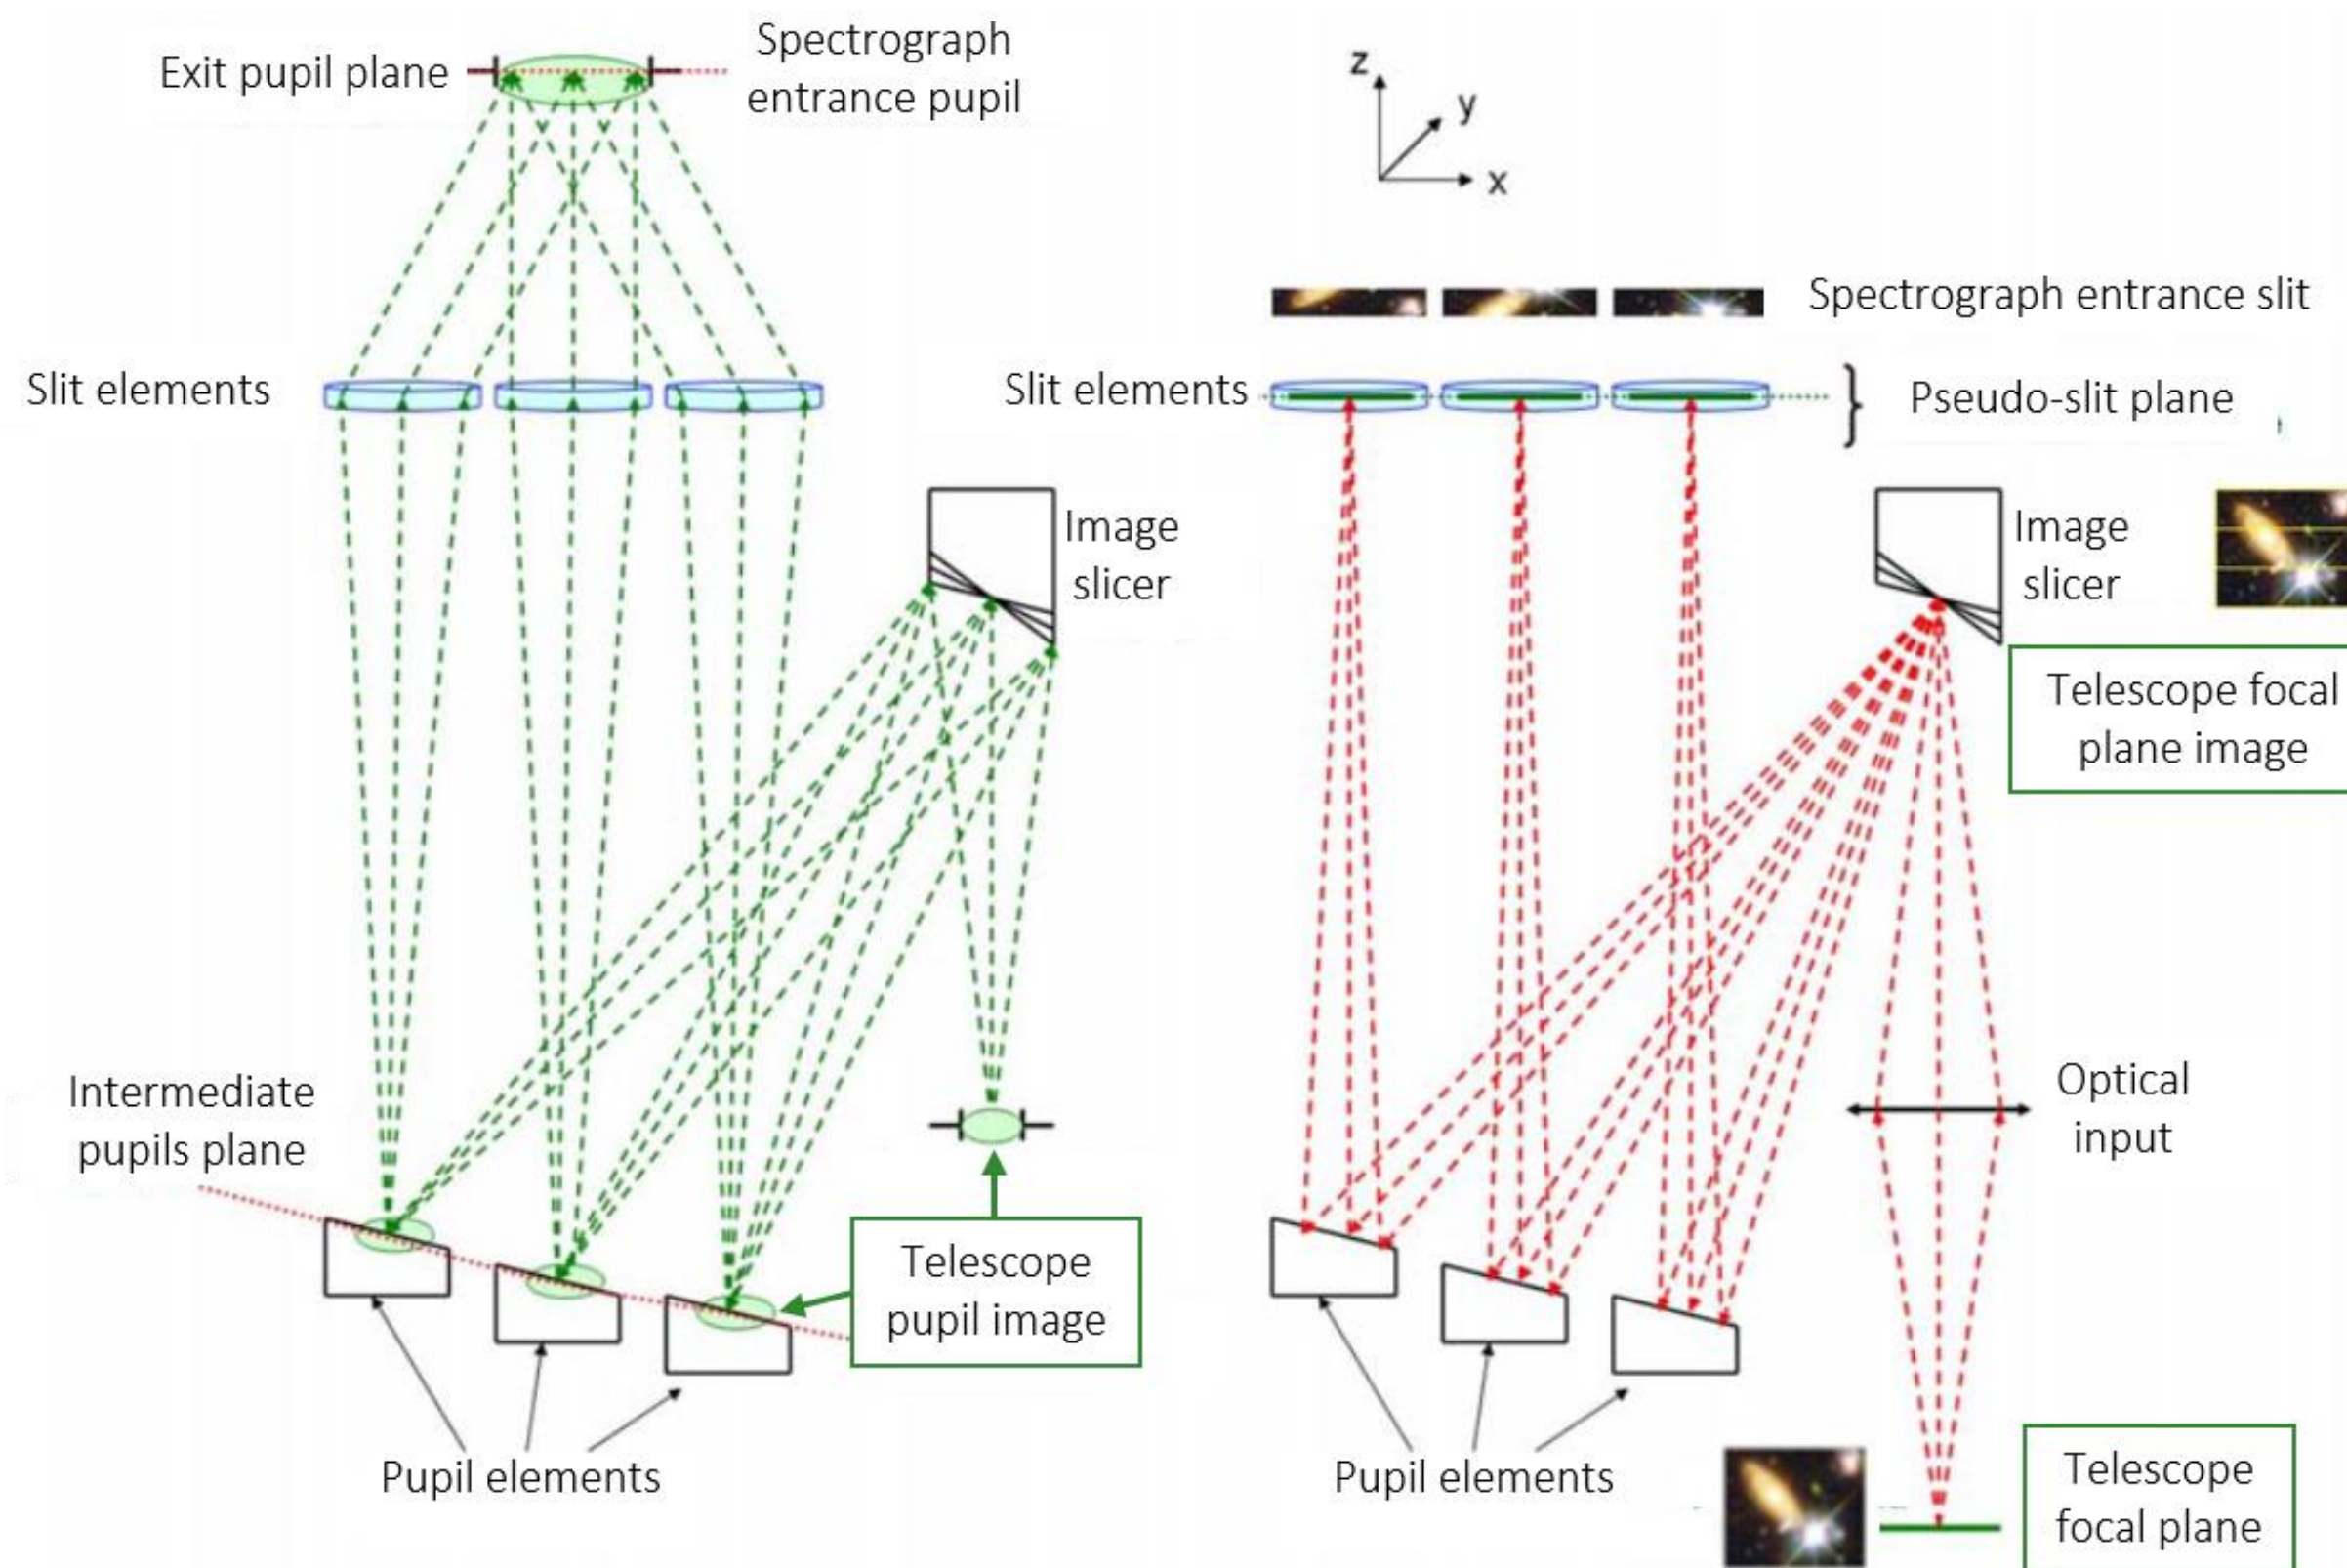 Exit pupil plane
Spectrograph
entrance pupil
Slit elements
Image
slicer
Intermediate
pupils plane
Telescope
pupil image
Pupil elements
z
y
x
Spectrograph entrance slit
Slit elements
Pseudo-slit plane
Image
slicer
Telescope focal
plane image
Optical
input
Pupil elements
Telescope
focal plane